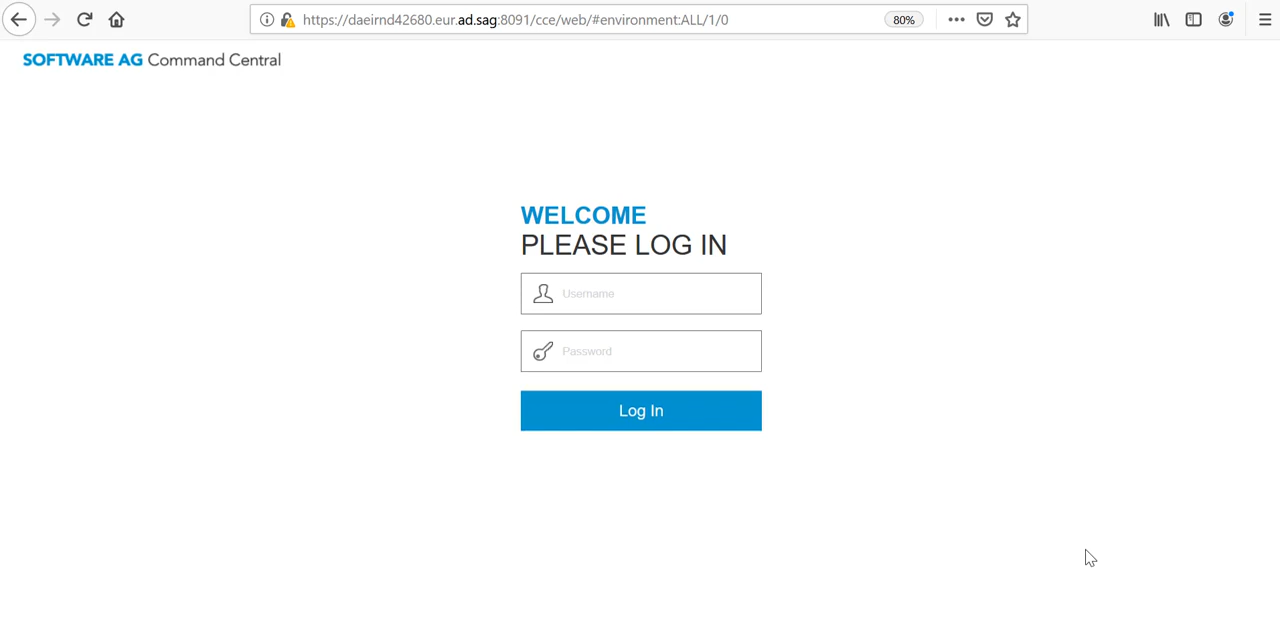 https://daeirnd42680.eur.ad.sag:8091/cce/web/#environment:ALL/1/0
80%
SOFTWARE AG Command Central
WELCOME
PLEASE LOG IN
Username
Password
Log In